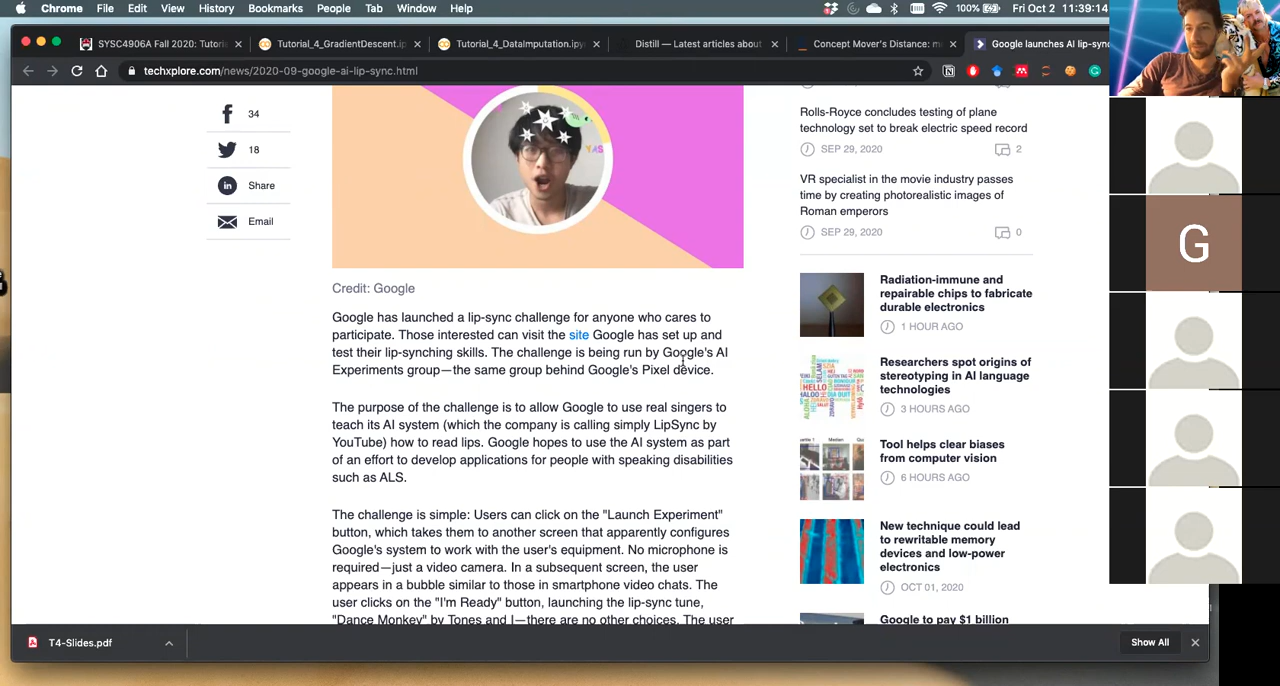 Chrome File Edit View History Bookmarks People Tab Window Help 100% Fri Oct 2 11:39:14
SYSC4906A Fall 2020: Tutori Tutorial_4_GradientDescent.ip Tutorial_4_DataImputation.ipy Distill — Latest articles about Concept Mover's Distance: m Google launches AI lip-sync
techxplore.com/news/2020-09-google-ai-lip-sync.html
34
18
Share
Email
YAS
Credit: Google
Google has launched a lip-sync challenge for anyone who cares to
participate. Those interested can visit the site Google has set up and
test their lip-synching skills. The challenge is being run by Google's AI
Experiments group—the same group behind Google's Pixel device.
The purpose of the challenge is to allow Google to use real singers to
teach its AI system (which the company is calling simply LipSync by
YouTube) how to read lips. Google hopes to use the AI system as part
of an effort to develop applications for people with speaking disabilities
such as ALS.
The challenge is simple: Users can click on the "Launch Experiment"
button, which takes them to another screen that apparently configures
Google's system to work with the user's equipment. No microphone is
required—just a video camera. In a subsequent screen, the user
appears in a bubble similar to those in smartphone video chats. The
user clicks on the "I'm Ready" button, launching the lip-sync tune,
"Dance Monkey" by Tones and I—there are no other choices. The user
Rolls-Royce concludes testing of plane
technology set to break electric speed record
SEP 29, 2020 2
VR specialist in the movie industry passes
time by creating photorealistic images of
Roman emperors
SEP 29, 2020 0
Radiation-immune and
repairable chips to fabricate
durable electronics
1 HOUR AGO
Researchers spot origins of
stereotyping in AI language
technologies
3 HOURS AGO
Tool helps clear biases
from computer vision
6 HOURS AGO
New technique could lead
to rewritable memory
devices and low-power
electronics
OCT 01, 2020
Google to pay $1 billion
G
T4-Slides.pdf
Show All